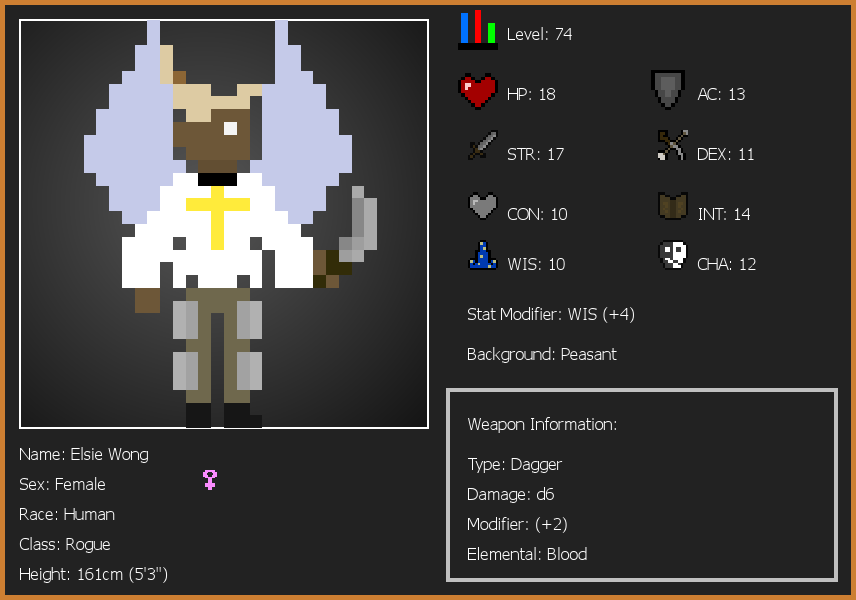 Level: 74
HP: 18
AC: 13
STR: 17
DEX: 11
CON: 10
INT: 14
WIS: 10
CHA: 12
Stat Modifier: WIS (+4)
Background: Peasant
Weapon Information:
Type: Dagger
Damage: d6
Modifier: (+2)
Elemental: Blood
Name: Elsie Wong
Sex: Female
Race: Human
Class: Rogue
Height: 161cm (5'3")